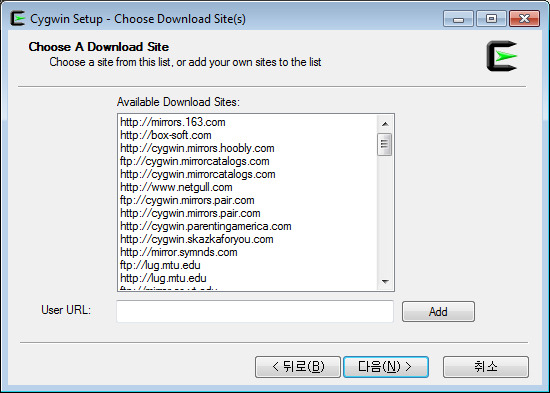 Cygwin Setup - Choose Download Site(s)
Choose A Download Site
Choose a site from this list, or add your own sites to the list
Available Download Sites:
http://mirrors.163.com
http://box-soft.com
http://cygwin.mirrors.hoobly.com
ftp://cygwin.mirrorcatalogs.com
http://cygwin.mirrorcatalogs.com
http://www.netgull.com
ftp://cygwin.mirrors.pair.com
http://cygwin.mirrors.pair.com
http://cygwin.parentingamerica.com
http://cygwin.skazkaforyou.com
http://mirror.symnds.com
ftp://lug.mtu.edu
http://lug.mtu.edu
User URL:
Add
< 뒤로(B)
다음(N) >
취소